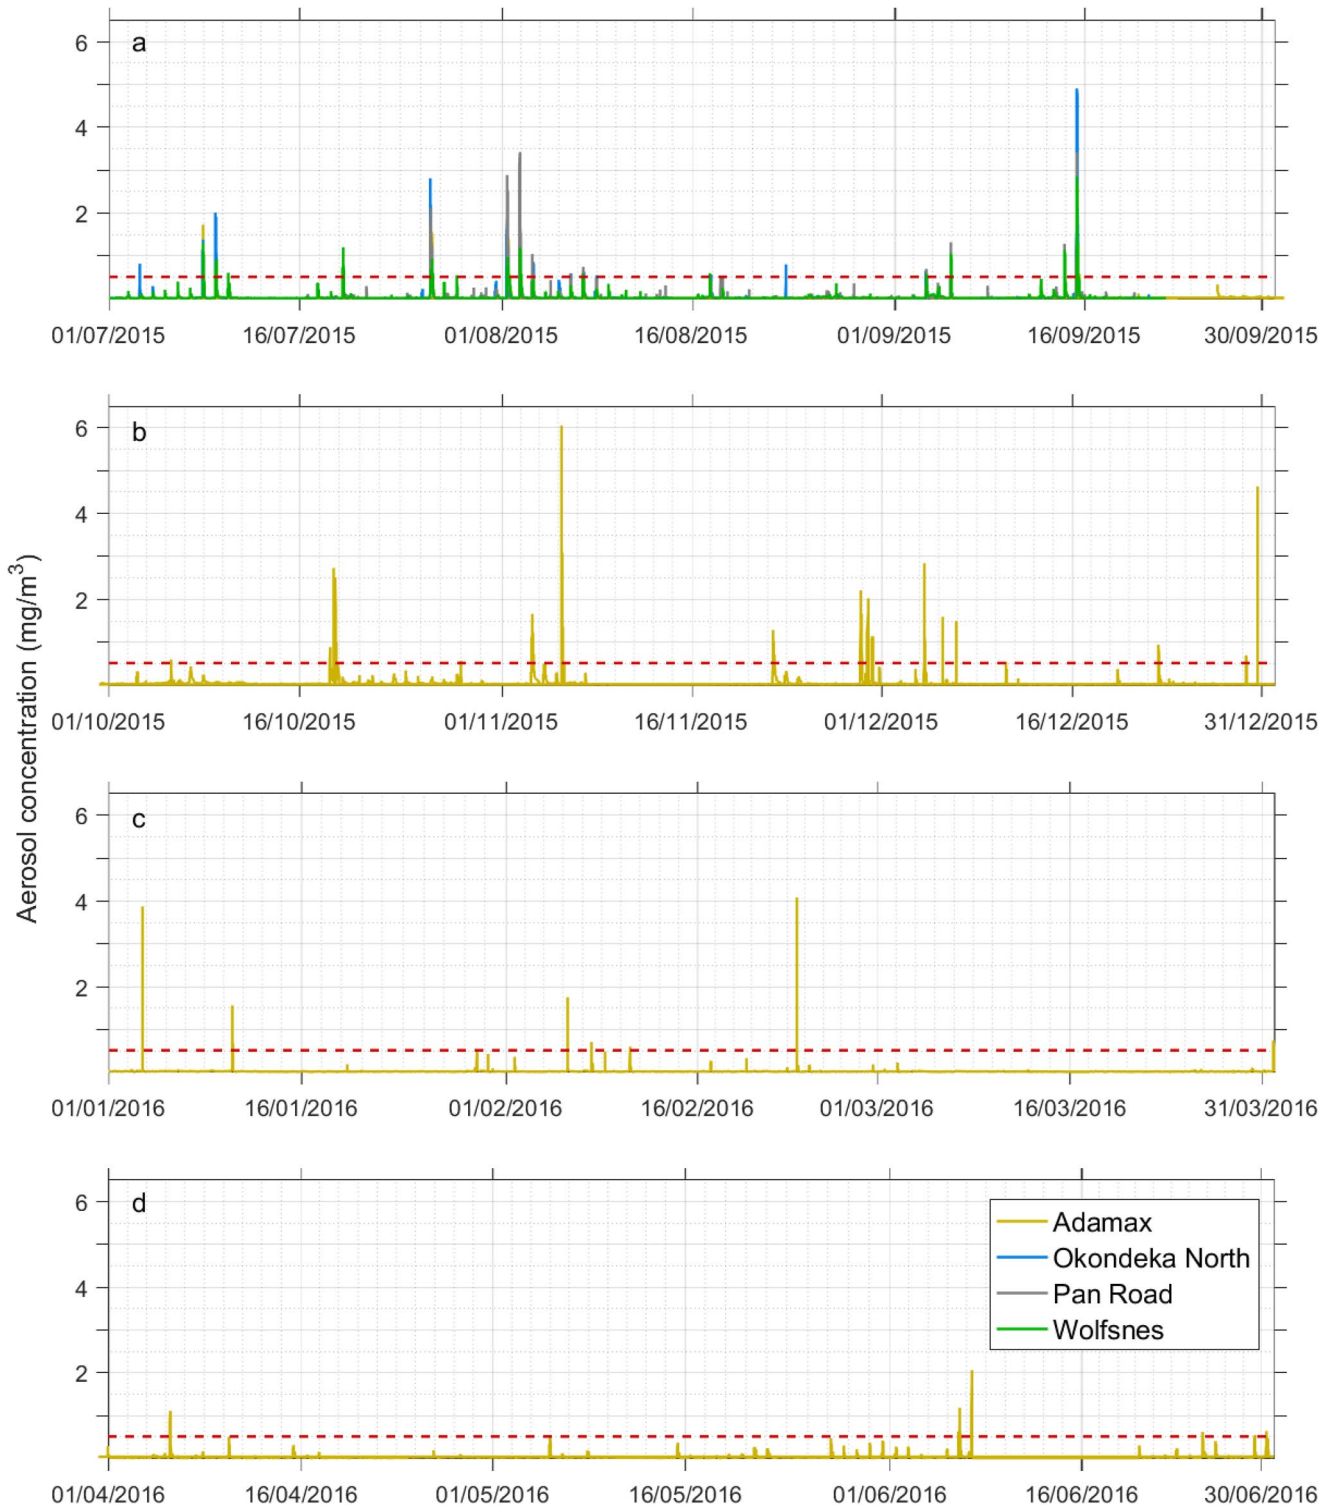 a
6
4
2
01/07/2015 16/07/2015 01/08/2015 16/08/2015 01/09/2015 16/09/2015 30/09/2015
b
6
4
2
01/10/2015 16/10/2015 01/11/2015 16/11/2015 01/12/2015 16/12/2015 31/12/2015
Aerosol concentration (mg/m³)
c
6
4
2
01/01/2016 16/01/2016 01/02/2016 16/02/2016 01/03/2016 16/03/2016 31/03/2016
d
6
4
2
Adamax
Okondeka North
Pan Road
Wolfsnes
01/04/2016 16/04/2016 01/05/2016 16/05/2016 01/06/2016 16/06/2016 30/06/2016